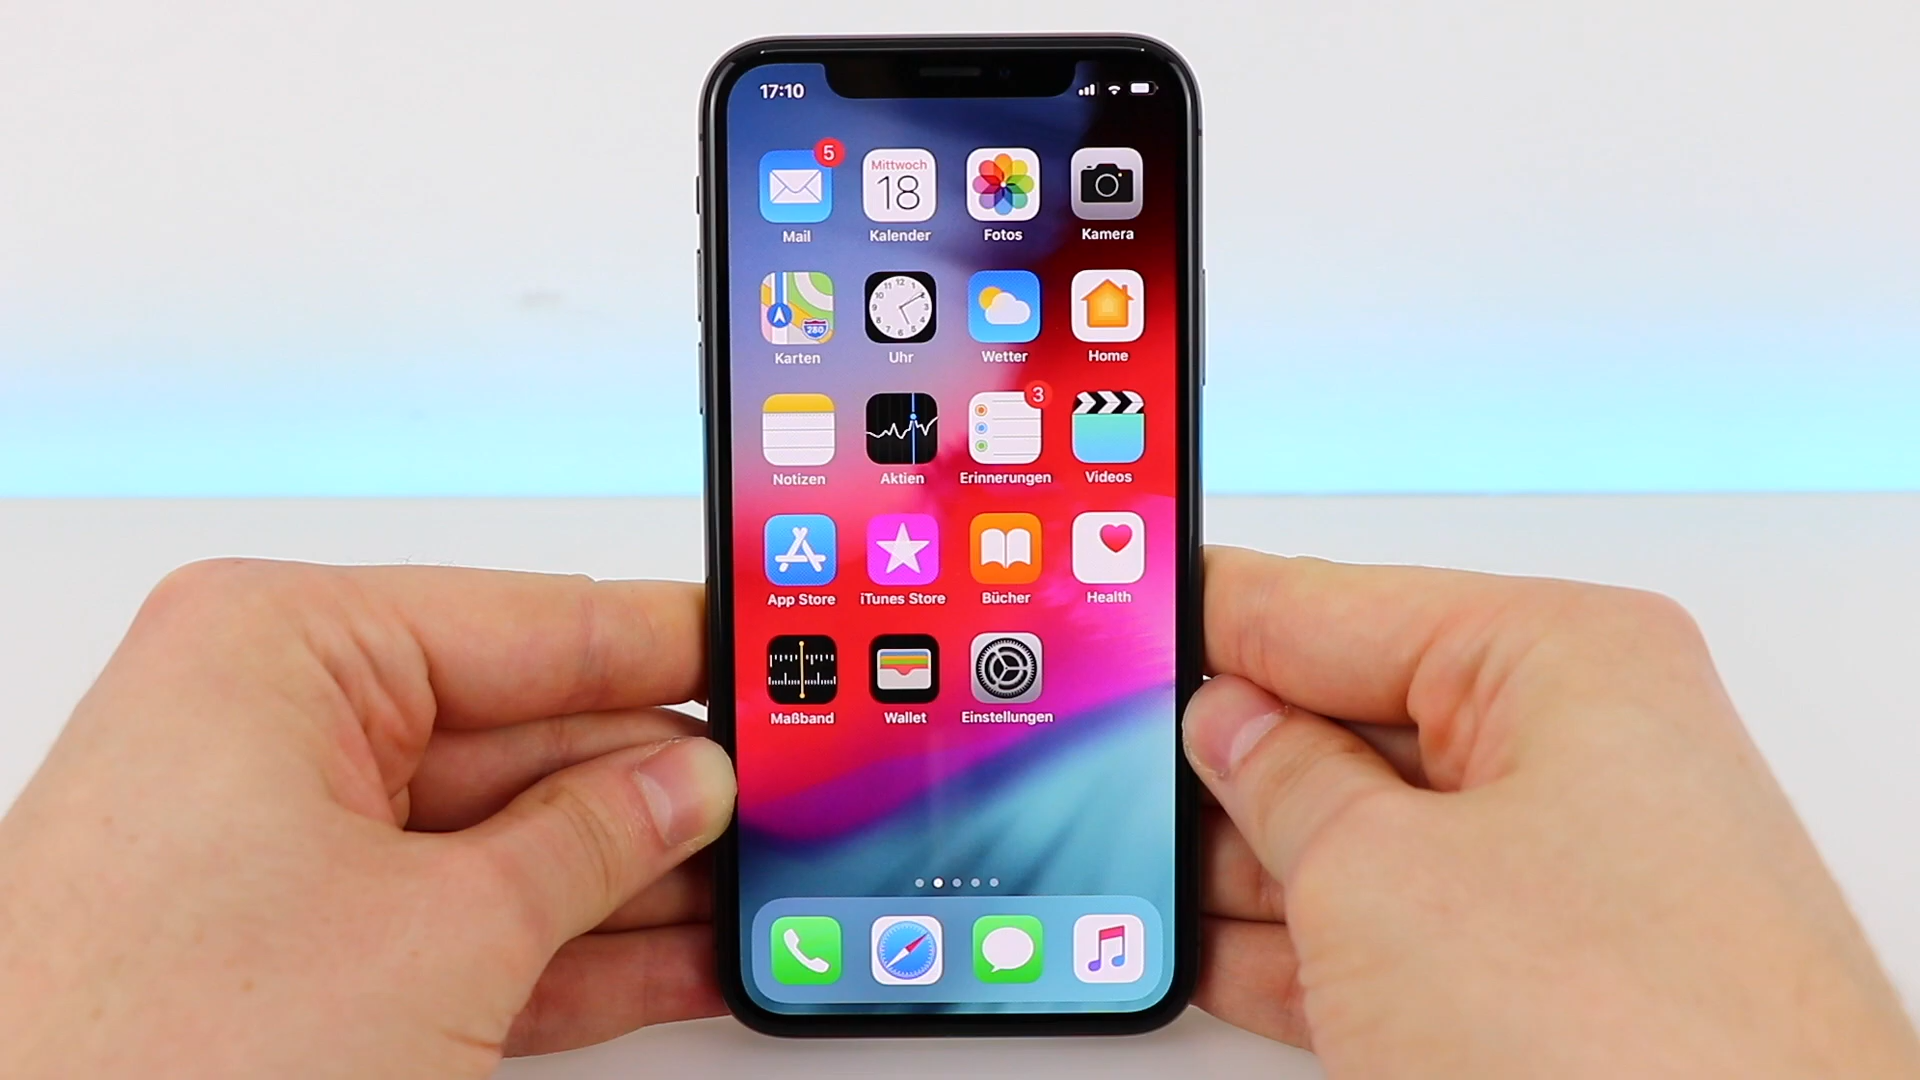 17:10
5
Mittwoch
18
Mail
Kalender
Fotos
Kamera
280
Karten
Uhr
Wetter
Home
3
Notizen
Aktien
Erinnerungen
Videos
App Store
iTunes Store
Bücher
Health
Maßband
Wallet
Einstellungen